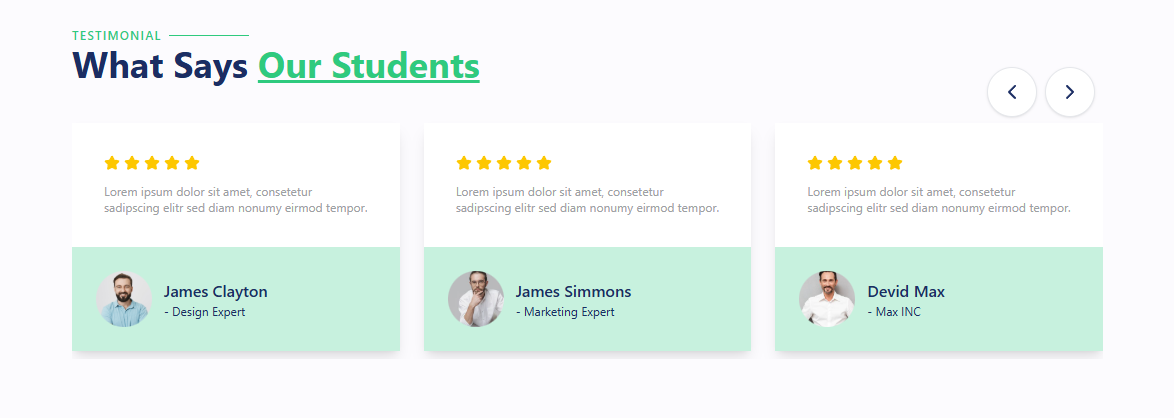 TESTIMONIAL
What Says Our Students
Lorem ipsum dolor sit amet, consetetur
sadipscing elitr sed diam nonumy eirmod tempor.
James Clayton
- Design Expert
Lorem ipsum dolor sit amet, consetetur
sadipscing elitr sed diam nonumy eirmod tempor.
James Simmons
- Marketing Expert
Lorem ipsum dolor sit amet, consetetur
sadipscing elitr sed diam nonumy eirmod tempor.
Devid Max
- Max INC